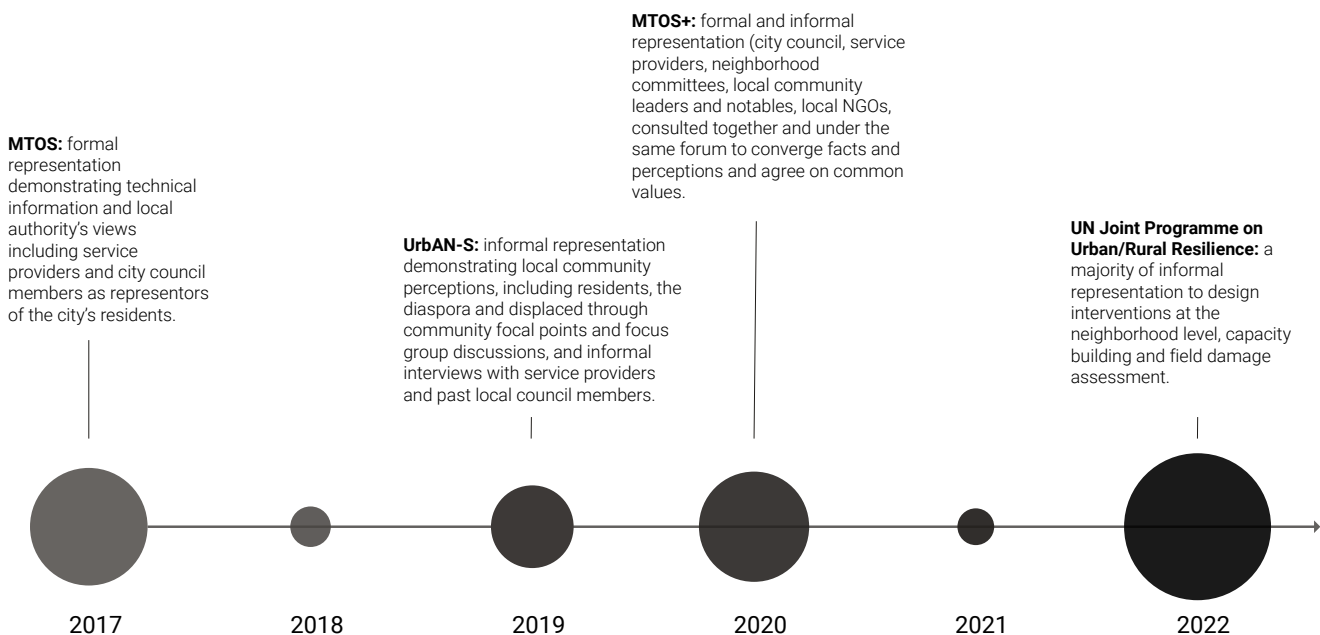 MTOS: formal
representation
demonstrating technical
information and local
authority's views
including service
providers and city council
members as representors
of the city's residents.
UrbAN-S: informal representation
demonstrating local community
perceptions, including residents, the
diaspora and displaced through
community focal points and focus
group discussions, and informal
interviews with service providers
and past local council members.
MTOS+: formal and informal
representation (city council, service
providers, neighborhood
committees, local community
leaders and notables, local NGOs,
consulted together and under the
same forum to converge facts and
perceptions and agree on common
values.
UN Joint Programme on
Urban/Rural Resilience: a
majority of informal
representation to design
interventions at the
neighborhood level, capacity
building and field damage
assessment.
2017
2018
2019
2020
2021
2022